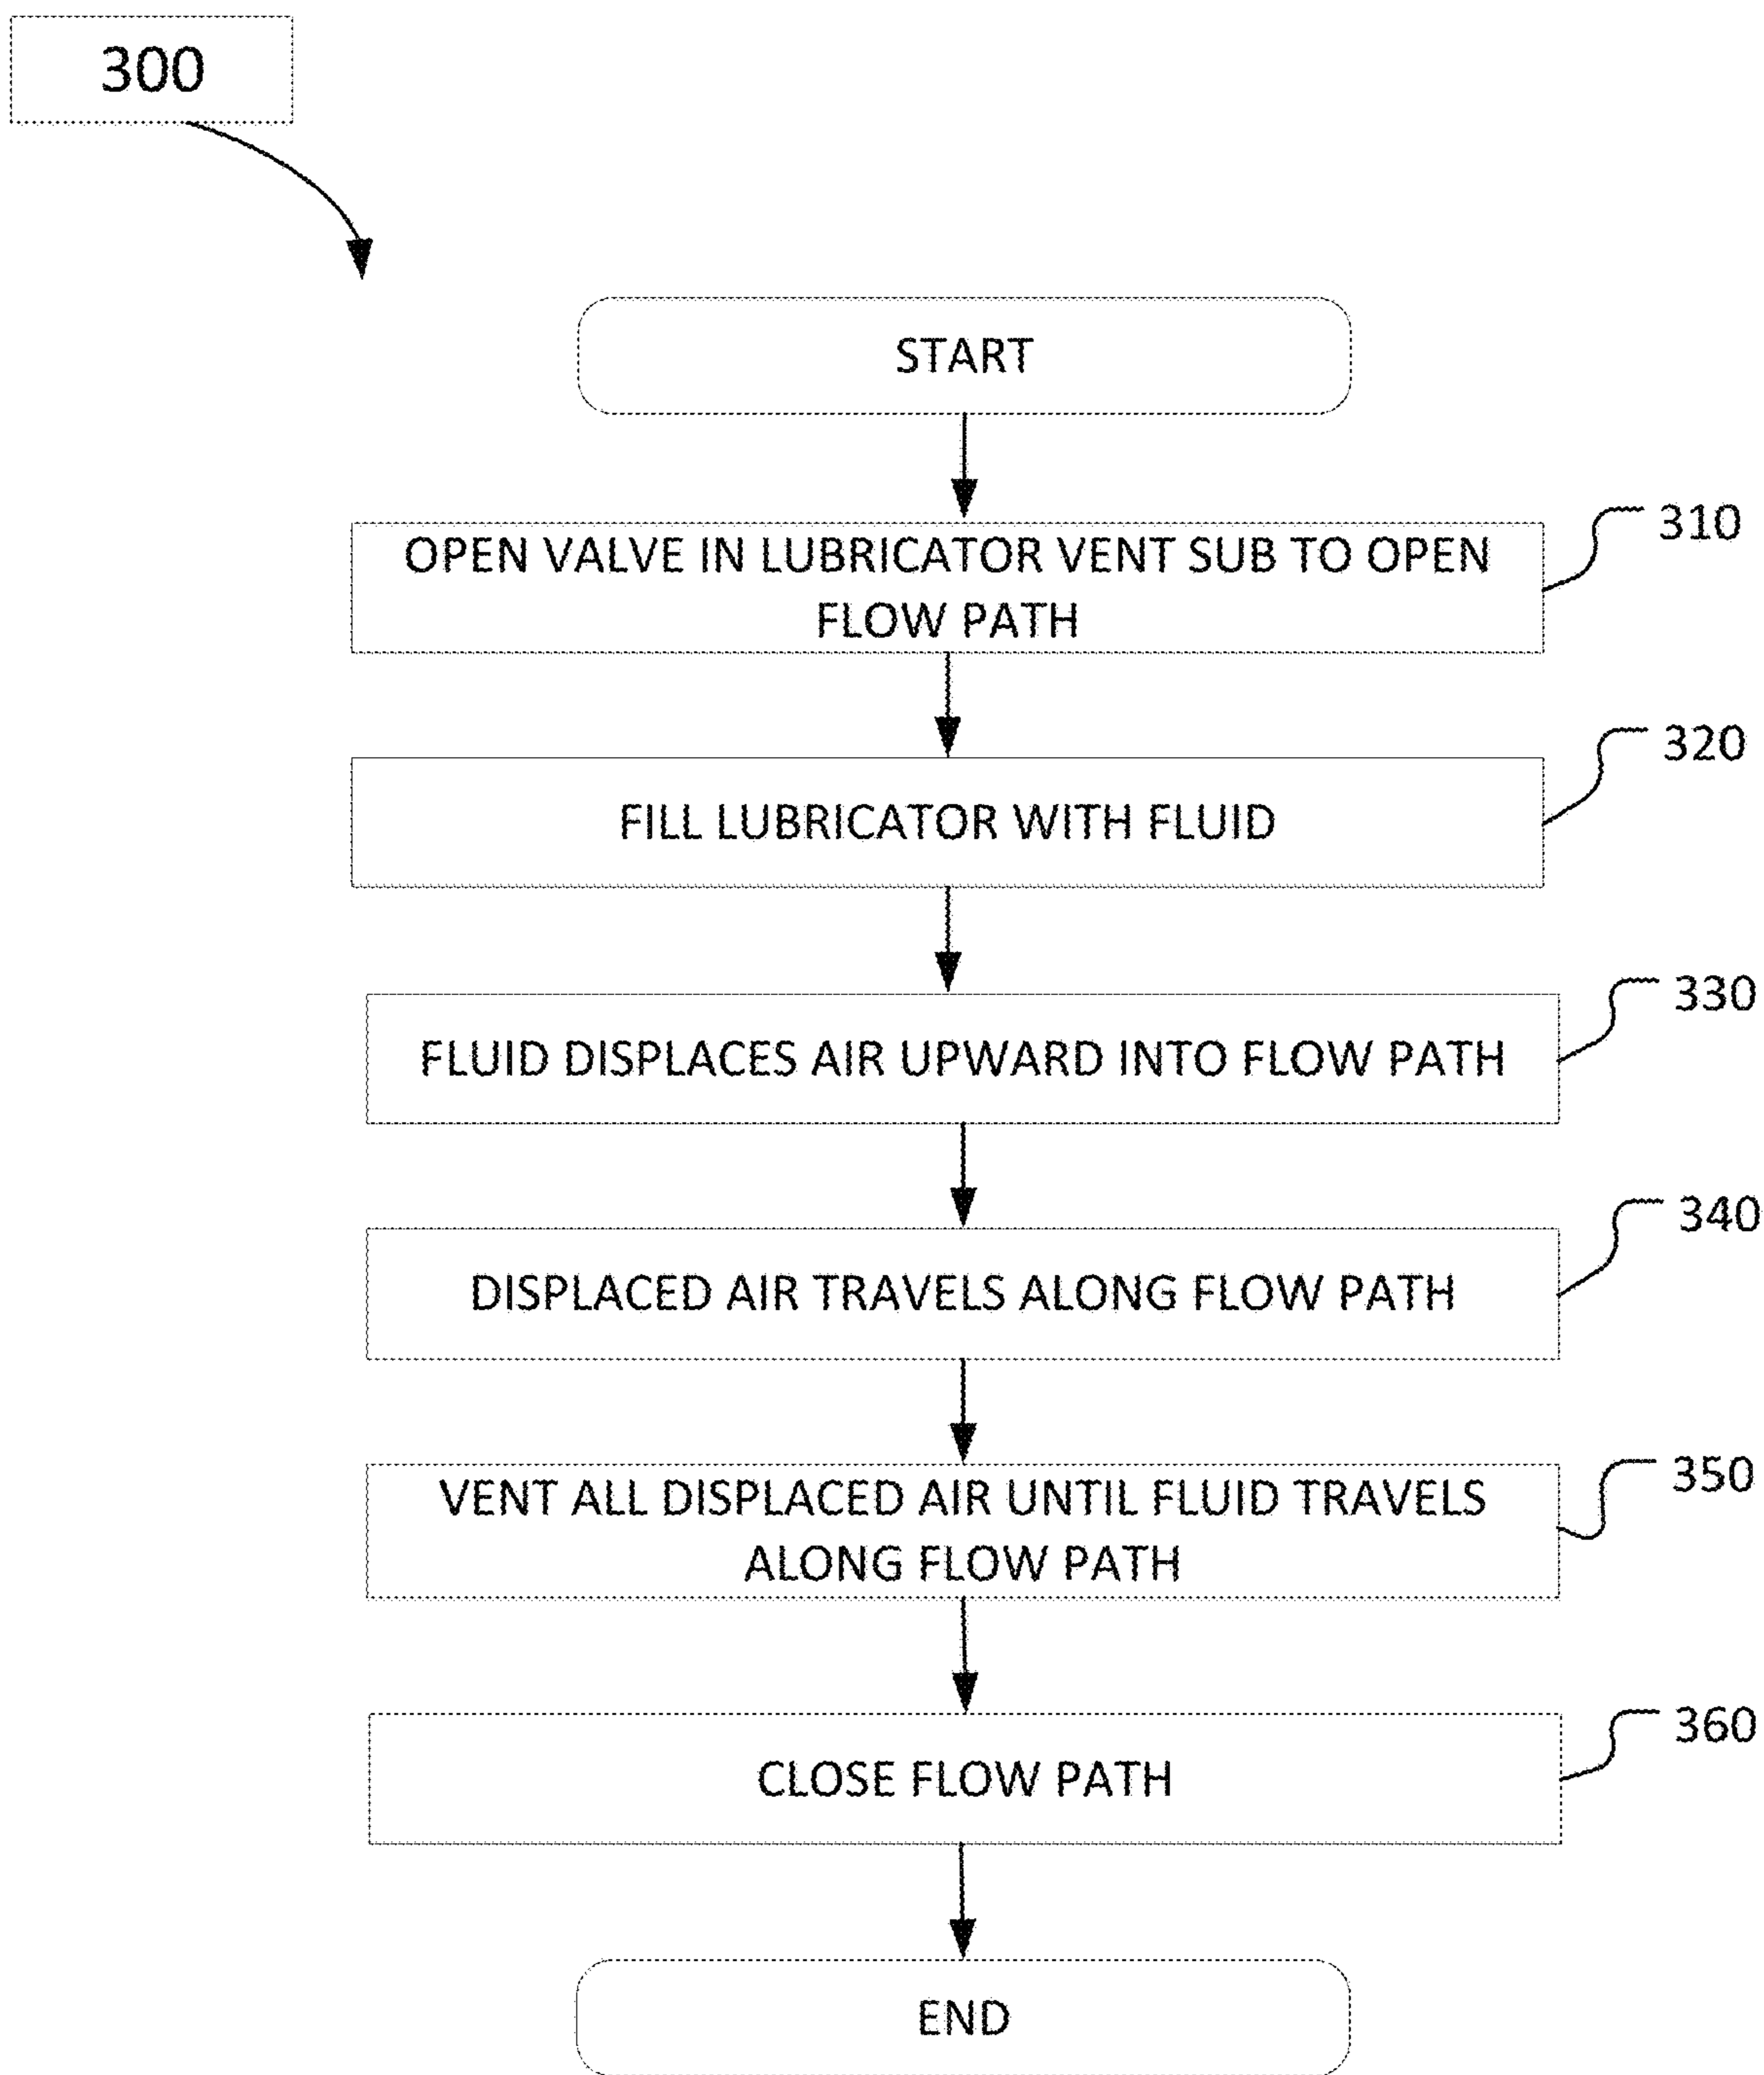 300
START
OPEN VALVE IN LUBRICATOR VENT SUB TO OPEN
FLOW PATH
310
FILL LUBRICATOR WITH FLUID
320
FLUID DISPLACES AIR UPWARD INTO FLOW PATH
330
DISPLACED AIR TRAVELS ALONG FLOW PATH
340
VENT ALL DISPLACED AIR UNTIL FLUID TRAVELS
ALONG FLOW PATH
350
CLOSE FLOW PATH
360
END